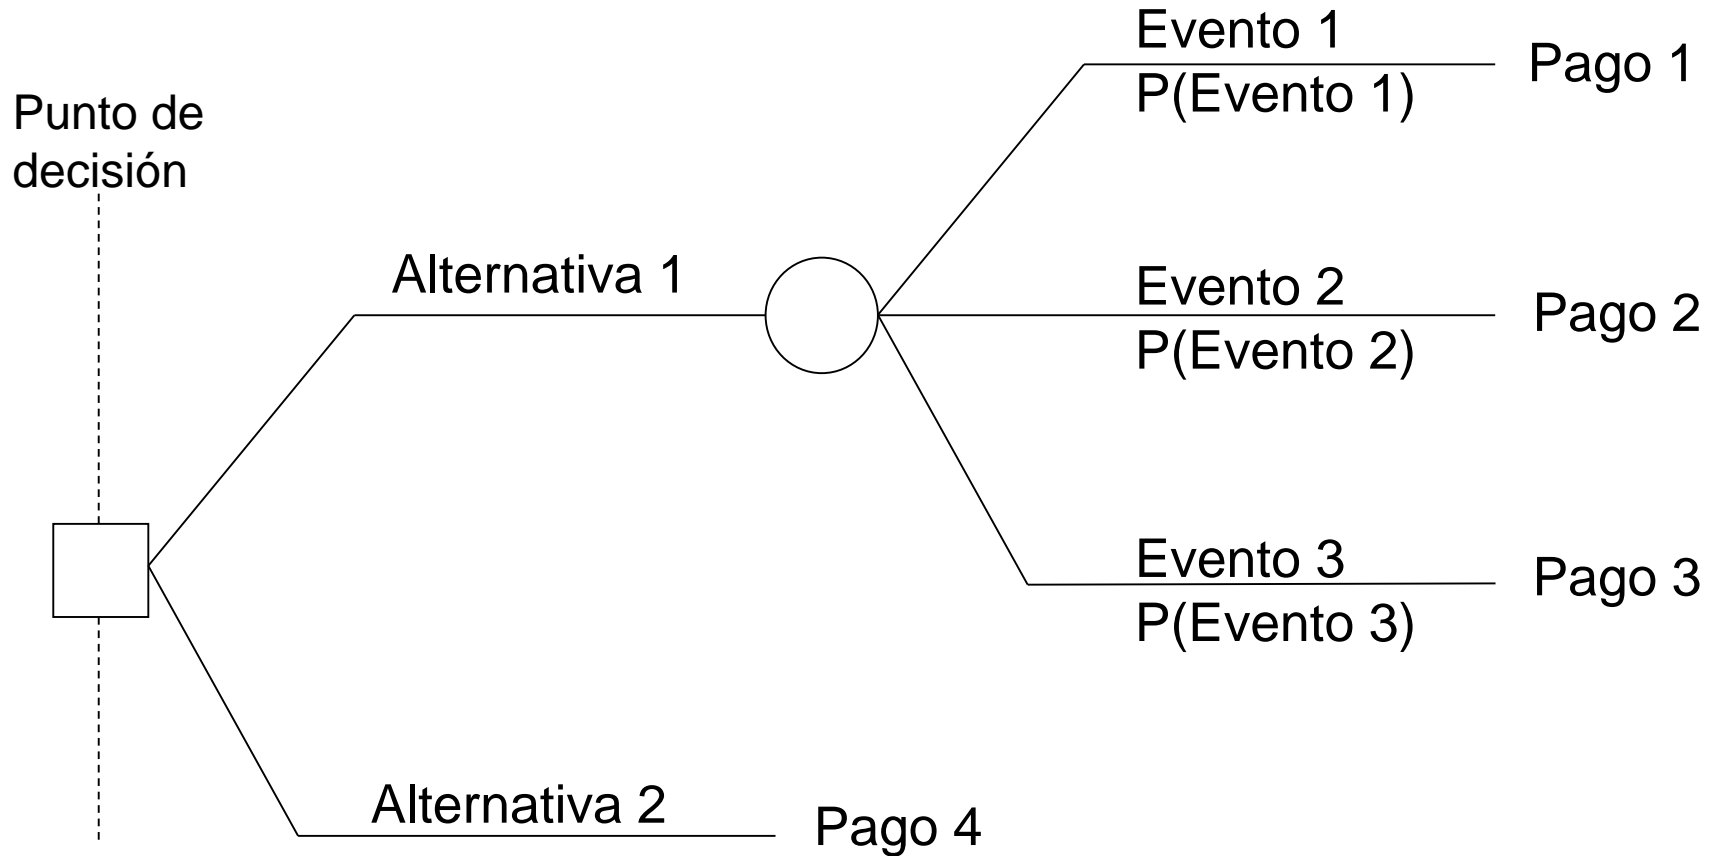 Punto de
decisión
Alternativa 1
Evento 1
P(Evento 1)
Pago 1
Evento 2
P(Evento 2)
Pago 2
Evento 3
P(Evento 3)
Pago 3
Alternativa 2
Pago 4